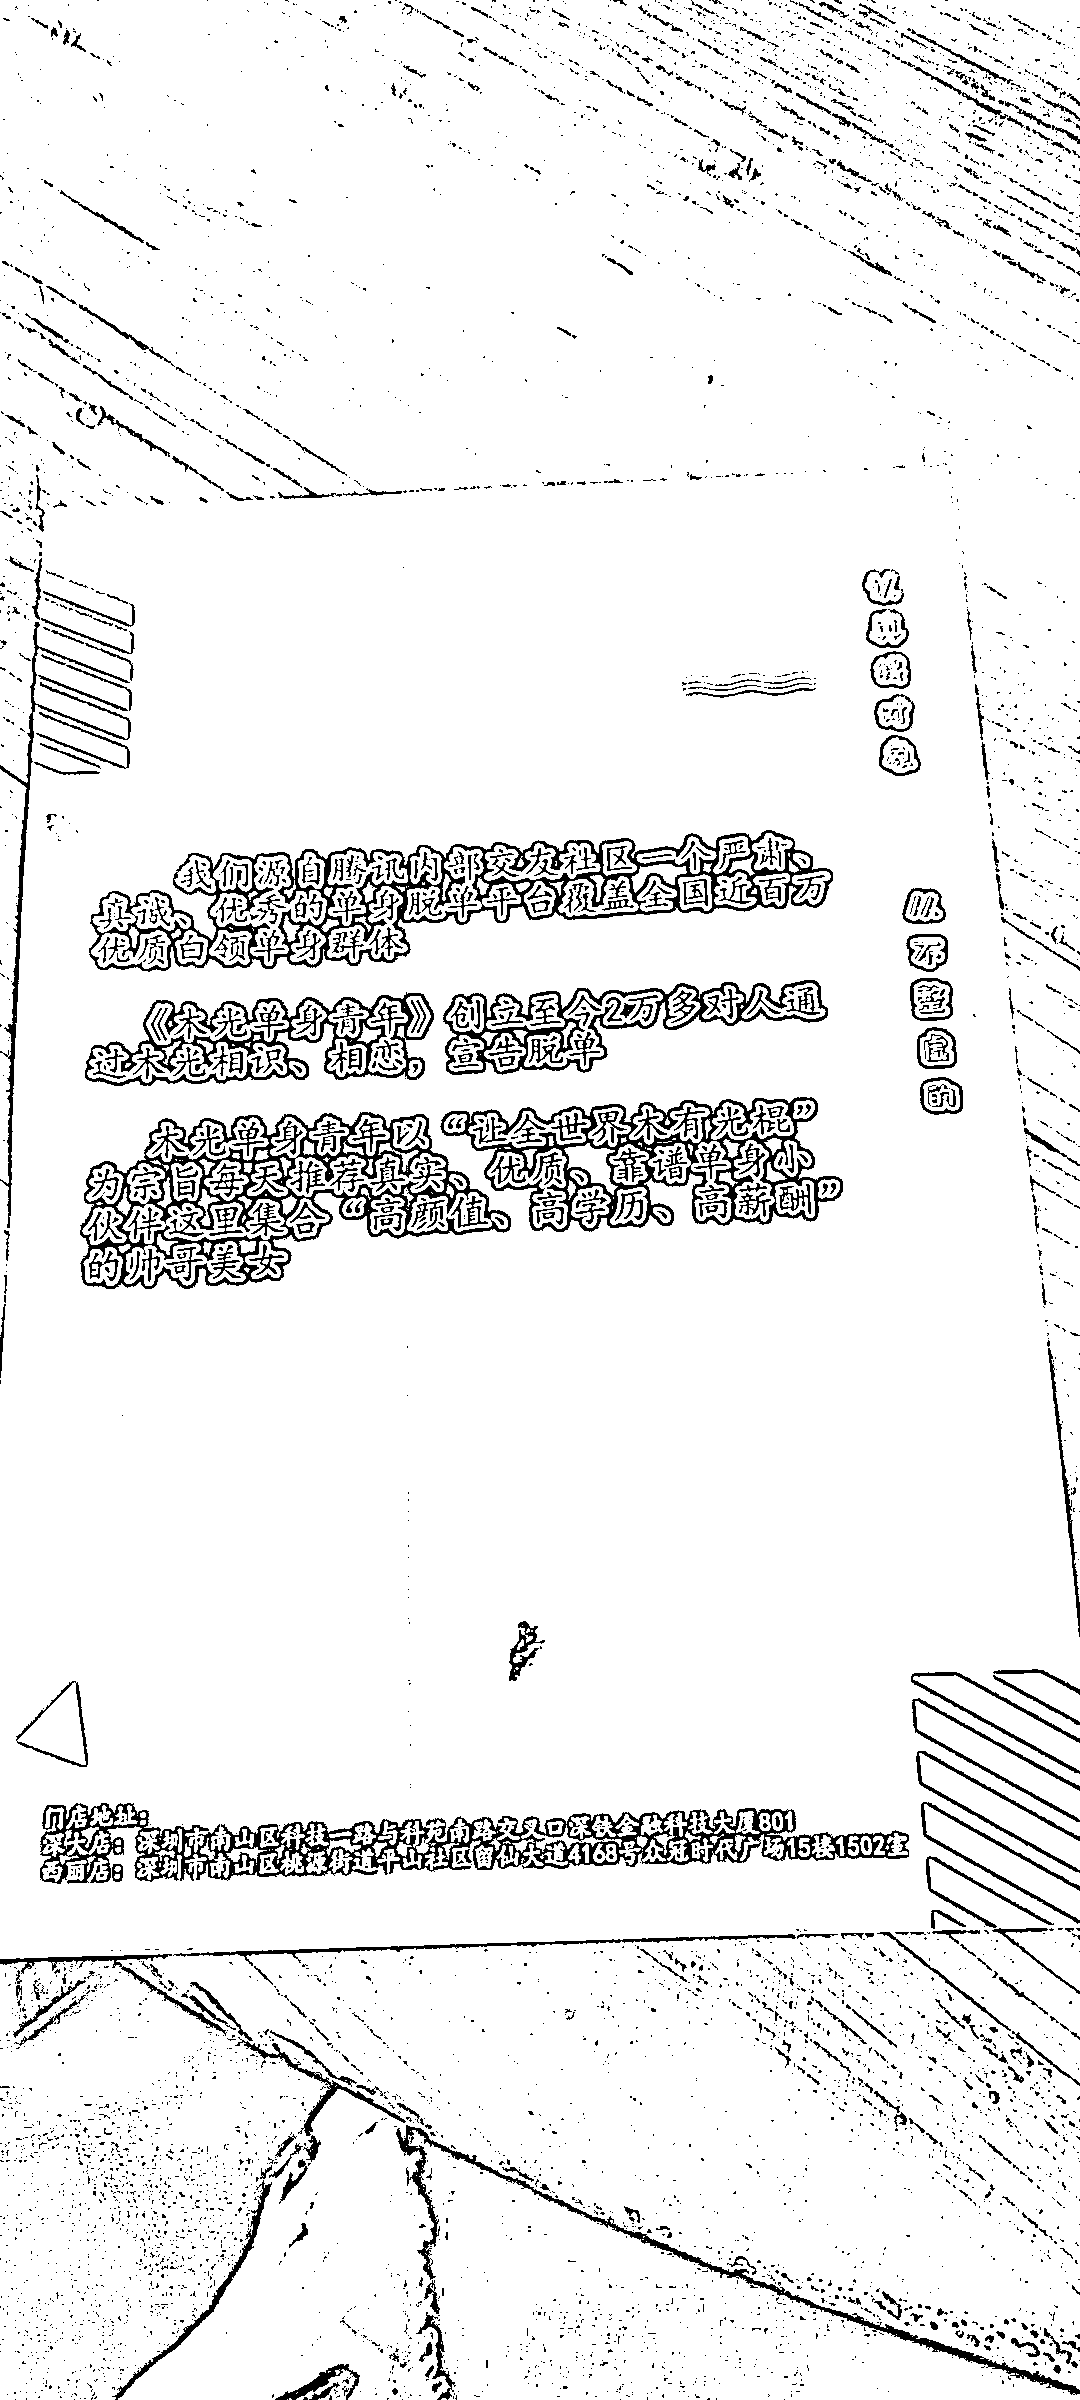 我们源自腾讯内部交友社区一个严肃、
真诚、优秀的单身脱单平台覆盖全国近百万
优质白领单身群体
《木光单身青年》创立至今2万多对人通
过木光相识、相恋，宣告脱单
木光单身青年以“让全世界木有光棍”
为宗旨每天推荐真实、优质、靠谱单身小
伙伴这里集合“高颜值、高学历、高薪酬”
的帅哥美女
门店地址：
深大店：深圳市南山区科技一路与科苑南路交叉口深铁金融科技大厦801
西丽店：深圳市南山区桃源街道平山社区留仙大道4168号众冠时代广场15楼1502室